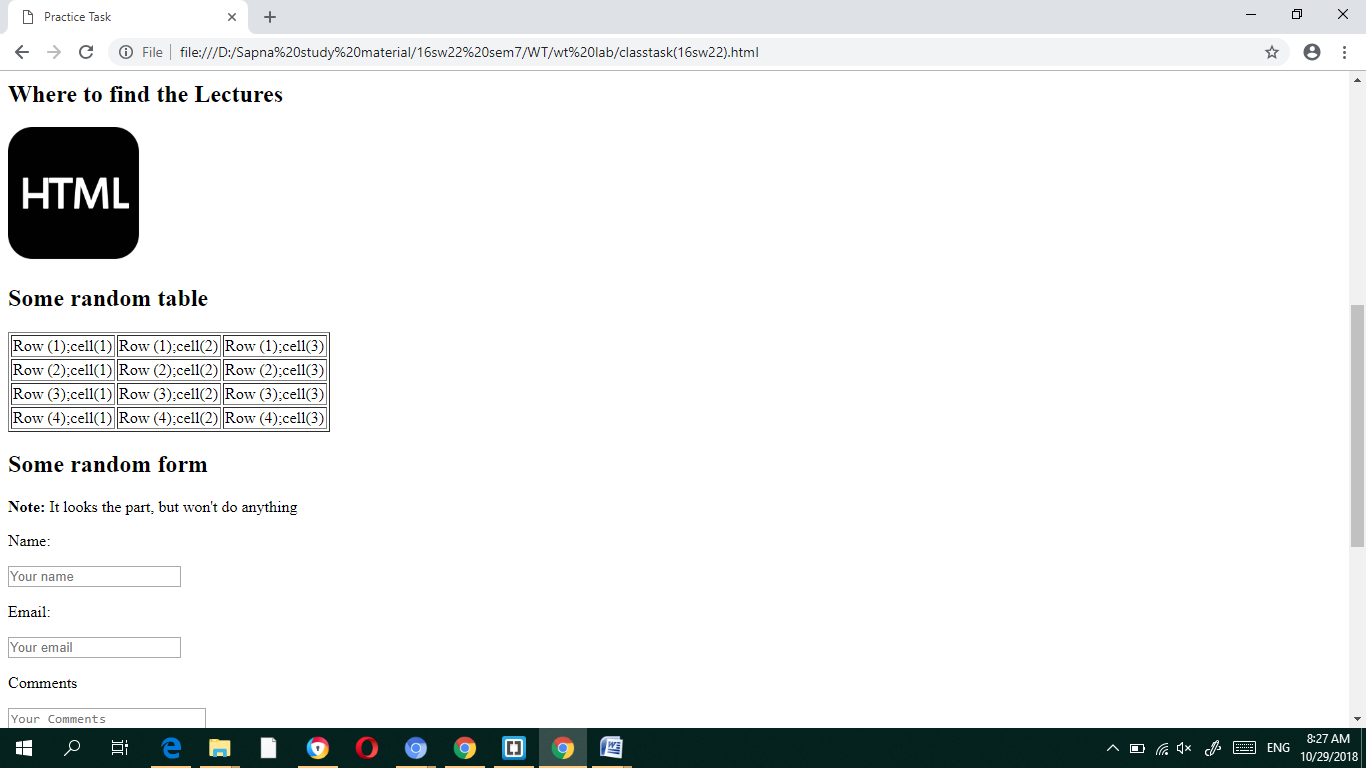 Practice Task
File
file:///D:/Sapna%20study%20material/16sw22%20sem7/WT/wt%20lab/classtask(16sw22).html
Where to find the Lectures
HTML
Some random table
Row (1);cell(1) Row (1);cell(2) Row (1);cell(3)
Row (2);cell(1) Row (2);cell(2) Row (2);cell(3)
Row (3);cell(1) Row (3);cell(2) Row (3);cell(3)
Row (4);cell(1) Row (4);cell(2) Row (4);cell(3)
Some random form
Note: It looks the part, but won't do anything
Name:
Your name
Email:
Your email
Comments
Your Comments
ENG
8:27 AM
10/29/2018